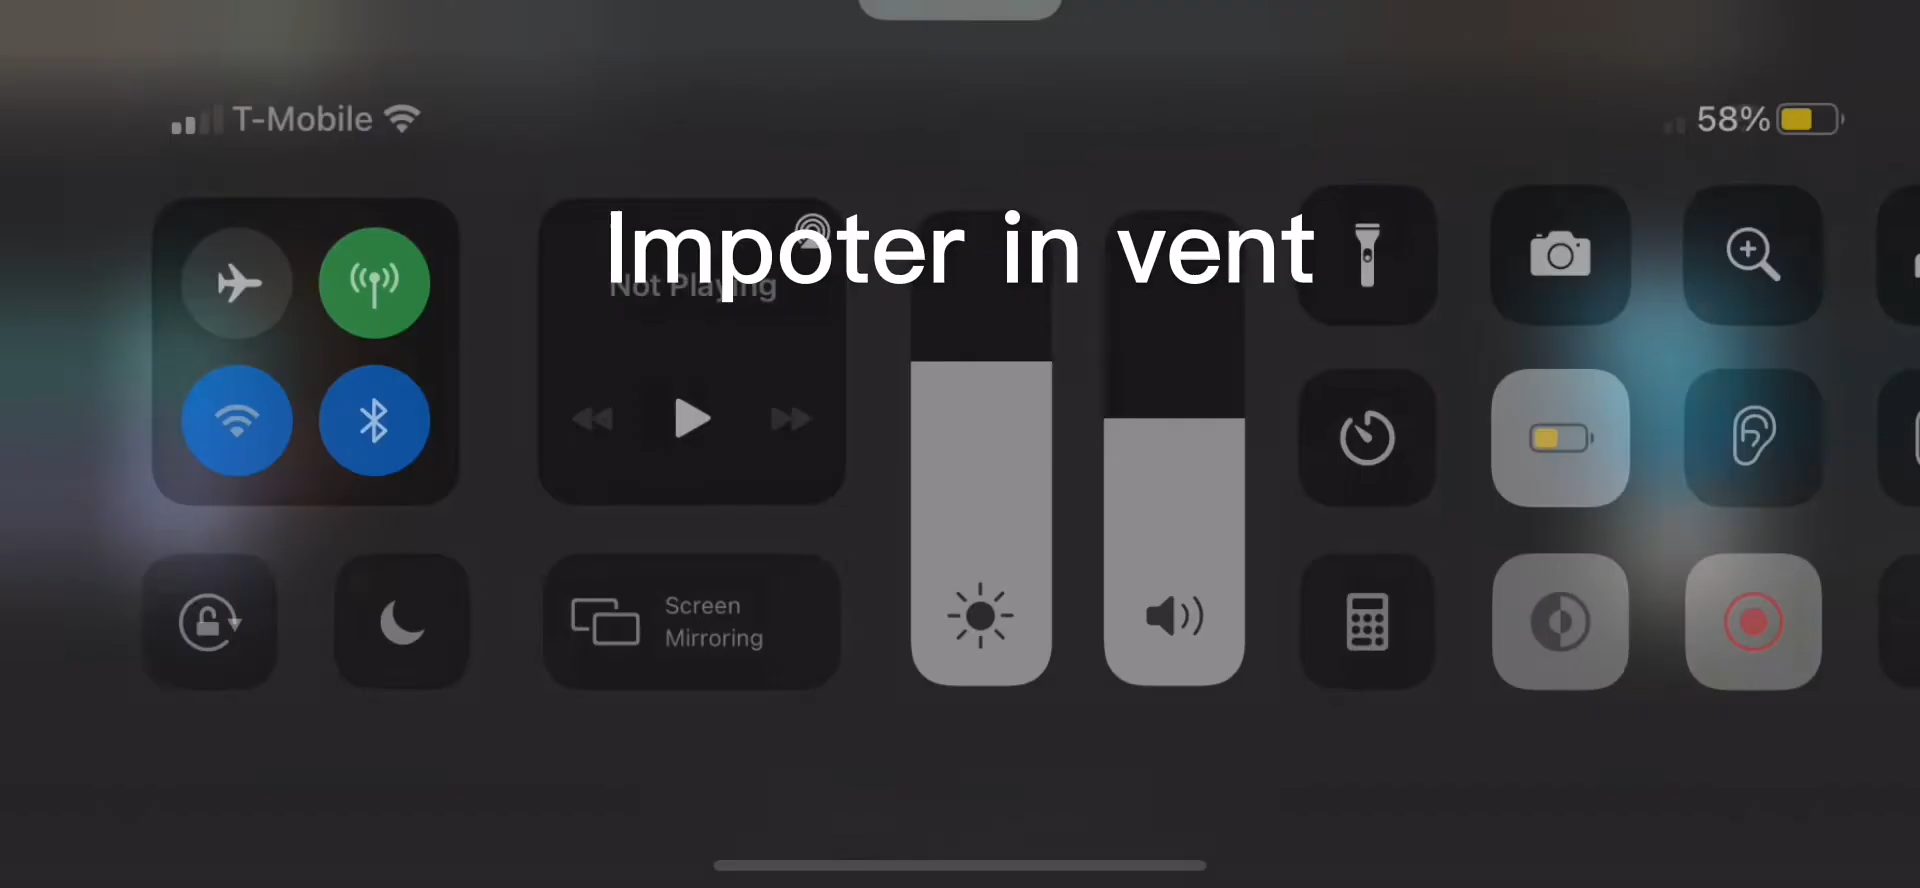 T-Mobile
58%
Impoter in vent
Not Playing
Screen
Mirroring